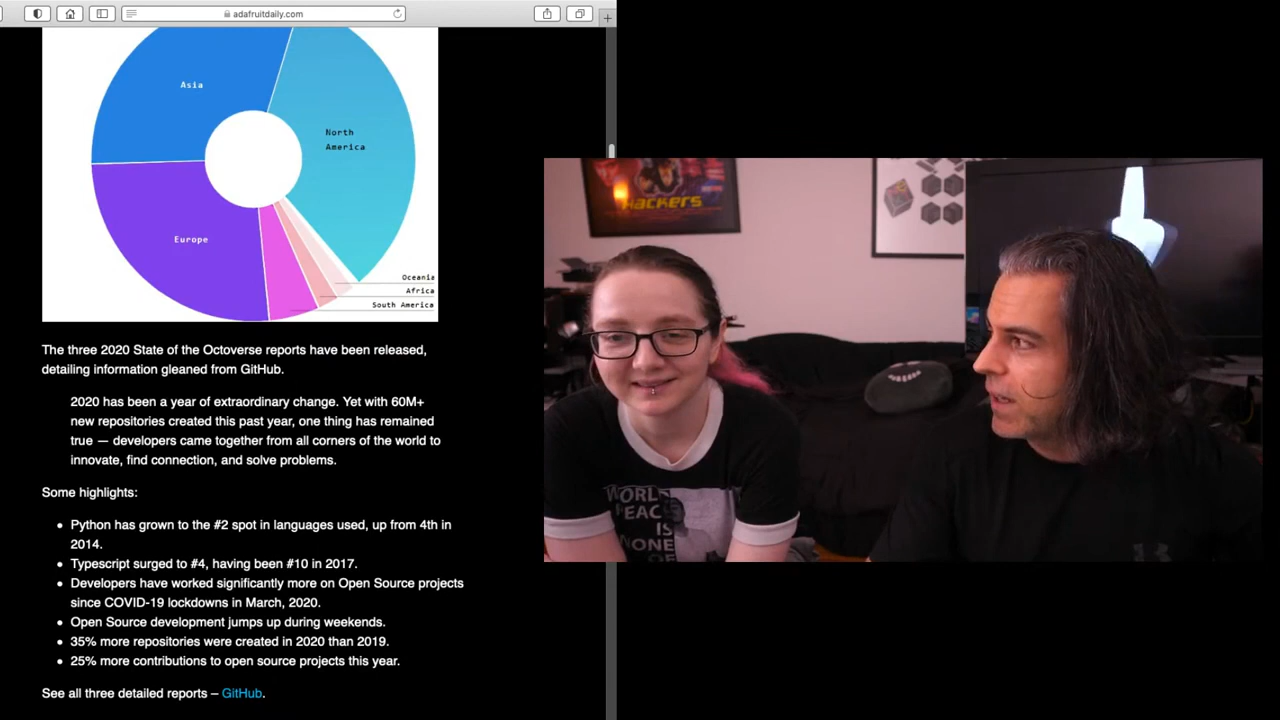 adafruitdaily.com
Asia
North
America
Europe
Oceania
Africa
South America
The three 2020 State of the Octoverse reports have been released,
detailing information gleaned from GitHub.
2020 has been a year of extraordinary change. Yet with 60M+
new repositories created this past year, one thing has remained
true — developers came together from all corners of the world to
innovate, find connection, and solve problems.
Some highlights:
• Python has grown to the #2 spot in languages used, up from 4th in
2014.
• Typescript surged to #4, having been #10 in 2017.
• Developers have worked significantly more on Open Source projects
since COVID-19 lockdowns in March, 2020.
• Open Source development jumps up during weekends.
• 35% more repositories were created in 2020 than 2019.
• 25% more contributions to open source projects this year.
See all three detailed reports – GitHub.
HACKERS
WORLD
PEACE
IS
NONE
OF